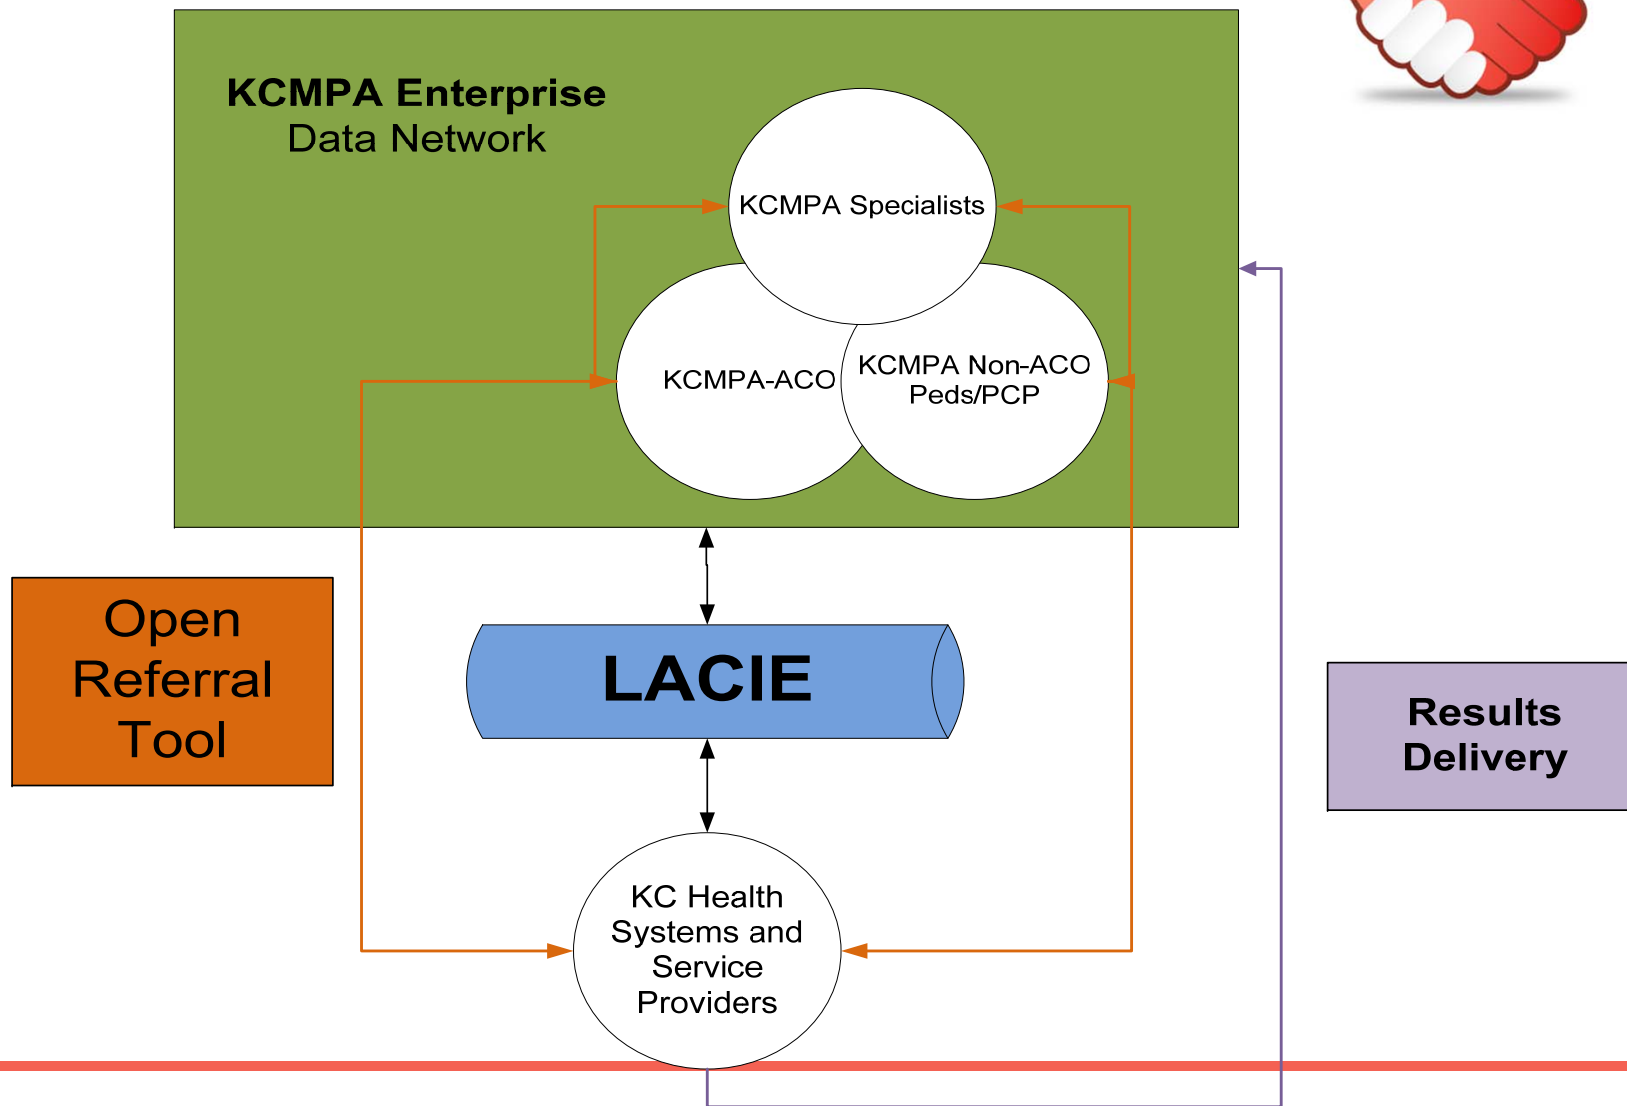 KCMPA Enterprise
Data Network
KCMPA Specialists
KCMPA-ACO
KCMPA Non-ACO
Peds/PCP
Open
Referral
Tool
LACIE
Results
Delivery
KC Health
Systems and
Service
Providers